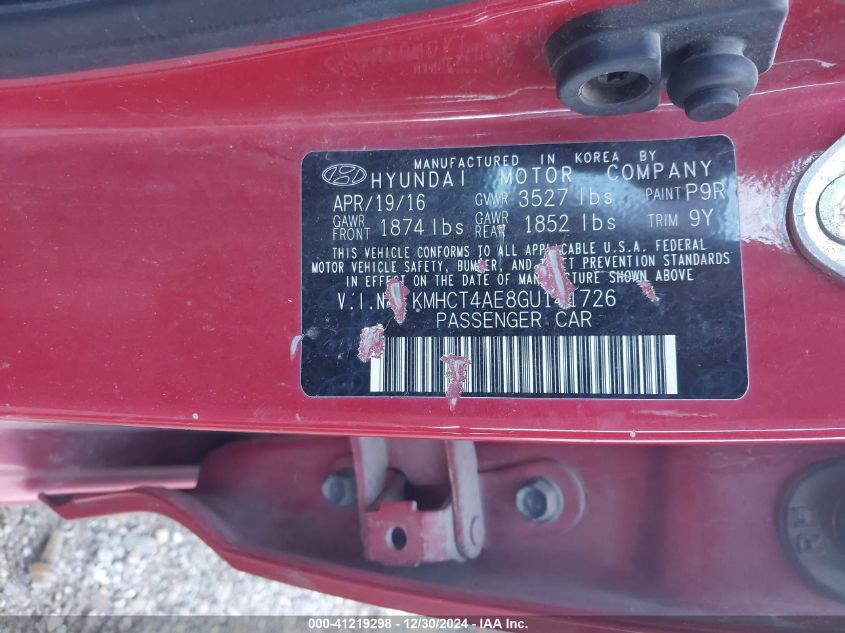 MANUFACTURED IN KOREA BY
HYUNDAI MOTOR COMPANY
APR/19/16 GVWR 3527 lbs PAINT P9R
GAWR FRONT 1874 lbs GAWR REAR 1852 lbs TRIM 9Y
THIS VEHICLE CONFORMS TO ALL APPLICABLE U.S.A. FEDERAL
MOTOR VEHICLE SAFETY, BUMPER, AND THEFT PREVENTION STANDARDS
IN EFFECT ON THE DATE OF MANUFACTURE SHOWN ABOVE
V.I.N: KMHCT4AE8GU141726
PASSENGER CAR
RH
000-41219298 - 12/30/2024 - IAA Inc.